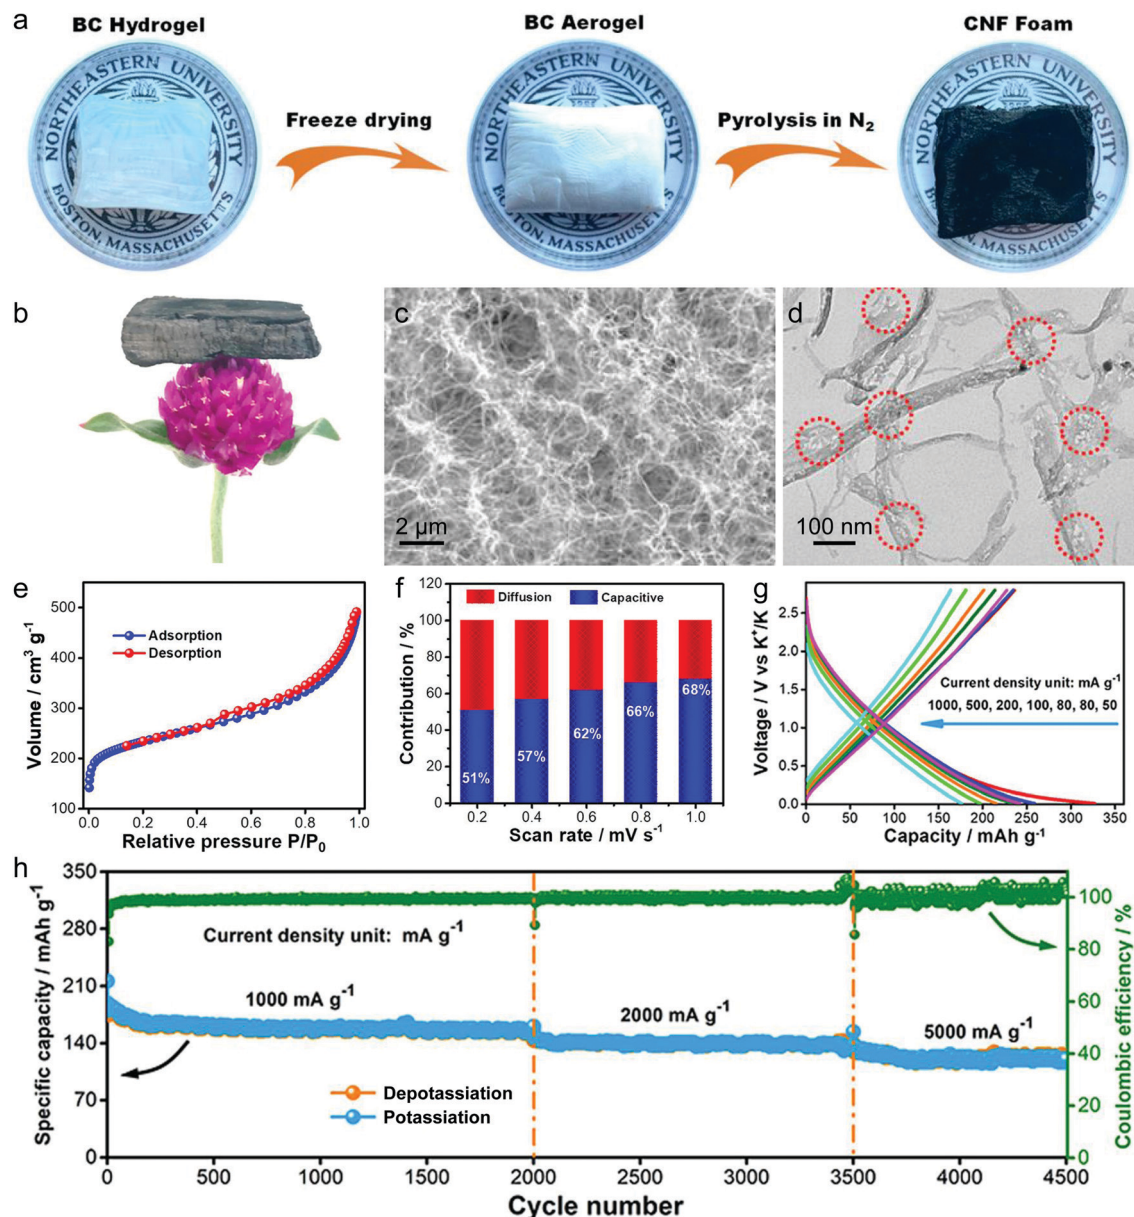 a
BC Hydrogel
BC Aerogel
CNF Foam
NORTHEASTERN UNIVERSITY
BOSTON, MASSACHUSETTS
Freeze drying
NORTHEASTERN UNIVERSITY
BOSTON, MASSACHUSETTS
Pyrolysis in N₂
NORTHEASTERN UNIVERSITY
BOSTON, MASSACHUSETTS
b
c
2 μm
d
100 nm
e
Volume / cm³ g⁻¹
500
400
300
200
100
Adsorption
Desorption
0.0 0.2 0.4 0.6 0.8 1.0
Relative pressure P/P₀
f
Contribution / %
120
100
80
60
40
20
0
Diffusion
Capacitive
51%
57%
62%
66%
68%
0.2 0.4 0.6 0.8 1.0
Scan rate / mV s⁻¹
g
Voltage / V vs K⁺/K
2.5
2.0
1.5
1.0
0.5
0.0
Current density unit: mA g⁻¹
1000, 500, 200, 100, 80, 80, 50
0 50 100 150 200 250 300 350
Capacity / mAh g⁻¹
h
Specific capacity / mAh g⁻¹
350
280
210
140
70
0
Current density unit: mA g⁻¹
1000 mA g⁻¹
2000 mA g⁻¹
5000 mA g⁻¹
Depotassiation
Potassiation
100
80
60
40
20
0
Coulombic efficiency / %
0 500 1000 1500 2000 2500 3000 3500 4000 4500
Cycle number